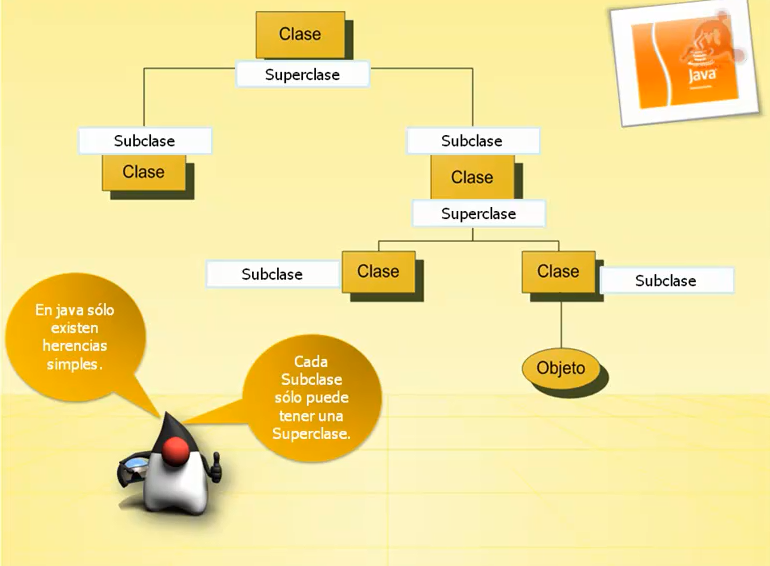 Clase
Superclase
Java
Subclase
Clase
Subclase
Clase
Superclase
Subclase
Clase
Clase
Subclase
En java sólo
existen
herencias
simples.
Cada
Subclase
sólo puede
tener una
Superclase.
Objeto